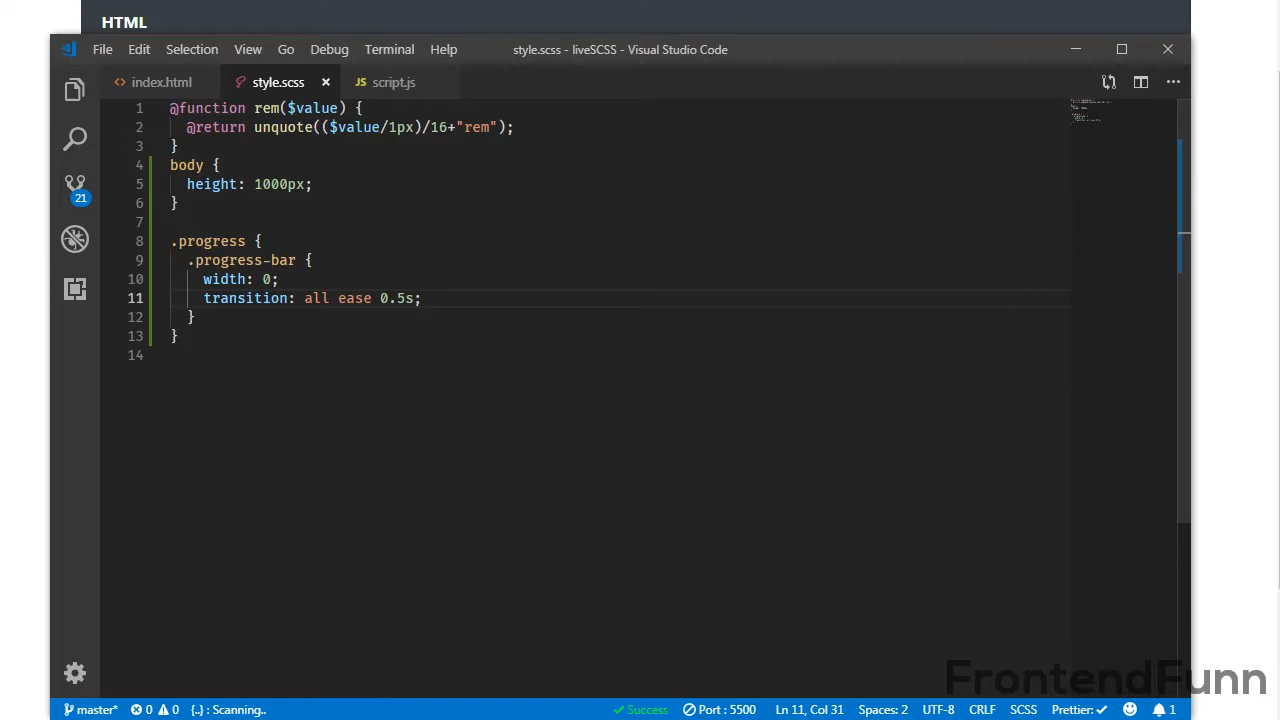 HTML
File Edit Selection View Go Debug Terminal Help style.scss - liveSCSS - Visual Studio Code
<> index.html style.scss × JS script.js
1 @function rem($value) {
2 @return unquote(($value/1px)/16+"rem");
3 }
4 body {
5 height: 1000px;
6 }
7
8 .progress {
9 .progress-bar {
10 width: 0;
11 transition: all ease 0.5s;
12 }
13 }
14
21
FrontendFunn
master* 0 0 {..} : Scanning.. Success Port : 5500 Ln 11, Col 31 Spaces: 2 UTF-8 CRLF SCSS Prettier: 1